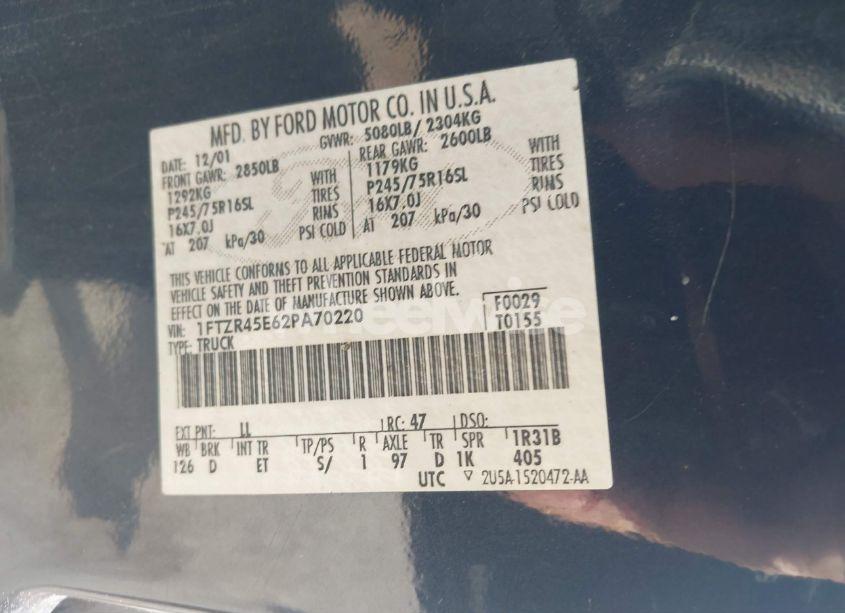 MFD. BY FORD MOTOR CO. IN U.S.A.
DATE: 12/01 GVWR: 5080LB/ 2304KG
FRONT GAWR: 2850LB REAR GAWR: 2600LB
1292KG WITH 1179KG WITH
P245/75R16SL TIRES P245/75R16SL TIRES
16X7.0J RINS 16X7.0J RINS
AT 207 kPa/30 PSI COLD AT 207 kPa/30 PSI COLD
THIS VEHICLE CONFORMS TO ALL APPLICABLE FEDERAL MOTOR
VEHICLE SAFETY AND THEFT PREVENTION STANDARDS IN
EFFECT ON THE DATE OF MANUFACTURE SHOWN ABOVE.
VIN: 1FTZR45E62PA70220 F0029
TYPE: TRUCK T0155
EXT PNT: LL RC: 47 DSO:
WB BRK INT TR TP/PS R AXLE TR SPR 1R31B
126 D ET S/ 1 97 D 1K 405
UTC 2U5A-1520472-AA